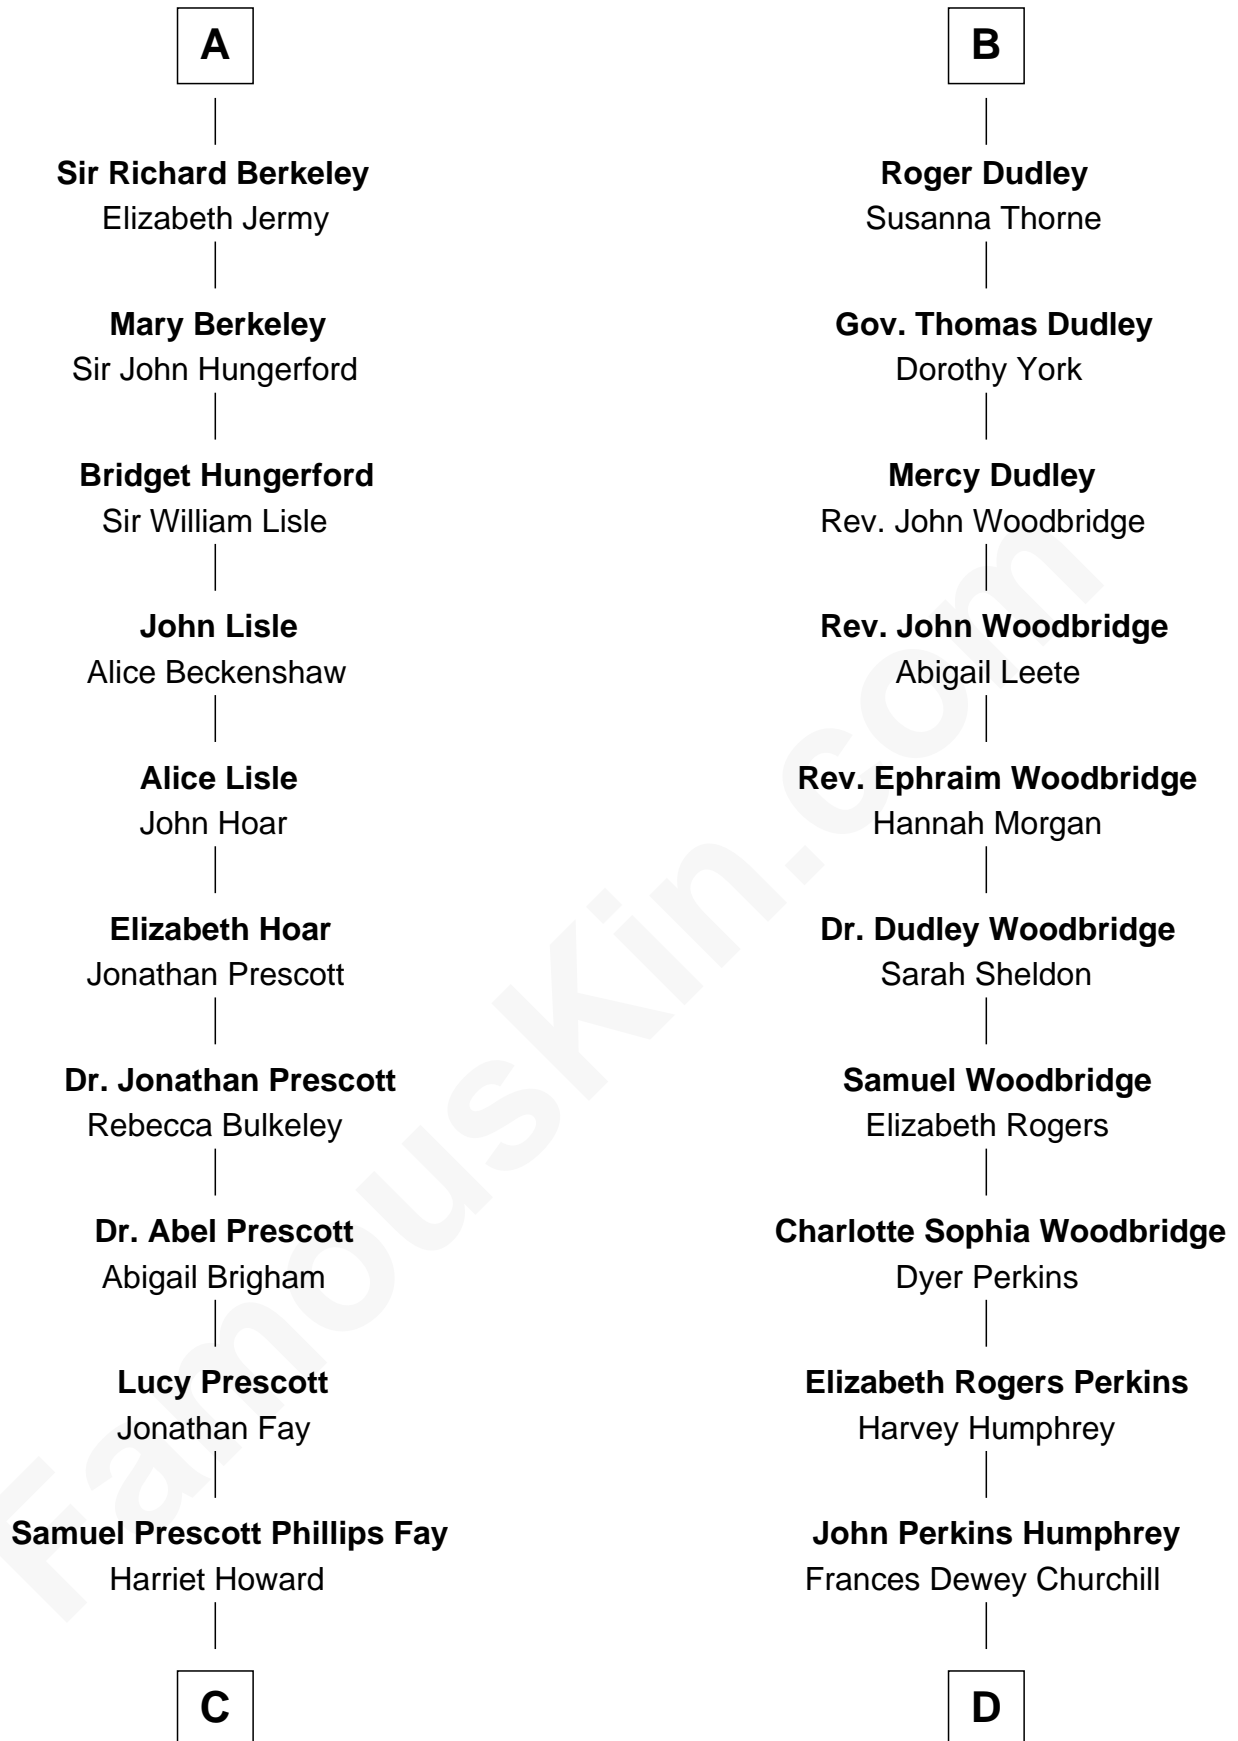 A
Sir Richard Berkeley
Elizabeth Jermy
Mary Berkeley
Sir John Hungerford
Bridget Hungerford
Sir William Lisle
John Lisle
Alice Beckenshaw
Alice Lisle
John Hoar
Elizabeth Hoar
Jonathan Prescott
Dr. Jonathan Prescott
Rebecca Bulkeley
Dr. Abel Prescott
Abigail Brigham
Lucy Prescott
Jonathan Fay
Samuel Prescott Phillips Fay
Harriet Howard
C
B
Roger Dudley
Susanna Thorne
Gov. Thomas Dudley
Dorothy York
Mercy Dudley
Rev. John Woodbridge
Rev. John Woodbridge
Abigail Leete
Rev. Ephraim Woodbridge
Hannah Morgan
Dr. Dudley Woodbridge
Sarah Sheldon
Samuel Woodbridge
Elizabeth Rogers
Charlotte Sophia Woodbridge
Dyer Perkins
Elizabeth Rogers Perkins
Harvey Humphrey
John Perkins Humphrey
Frances Dewey Churchill
D
FamousKin.com